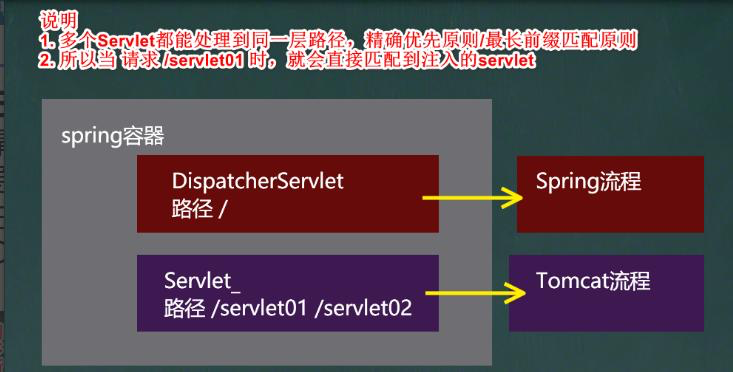 说明
1. 多个Servlet都能处理到同一层路径，精确优先原则/最长前缀匹配原则
2. 所以当 请求 /servlet01 时，就会直接匹配到注入的servlet
spring容器
DispatcherServlet
路径 /
Spring流程
Servlet_
路径 /servlet01 /servlet02
Tomcat流程